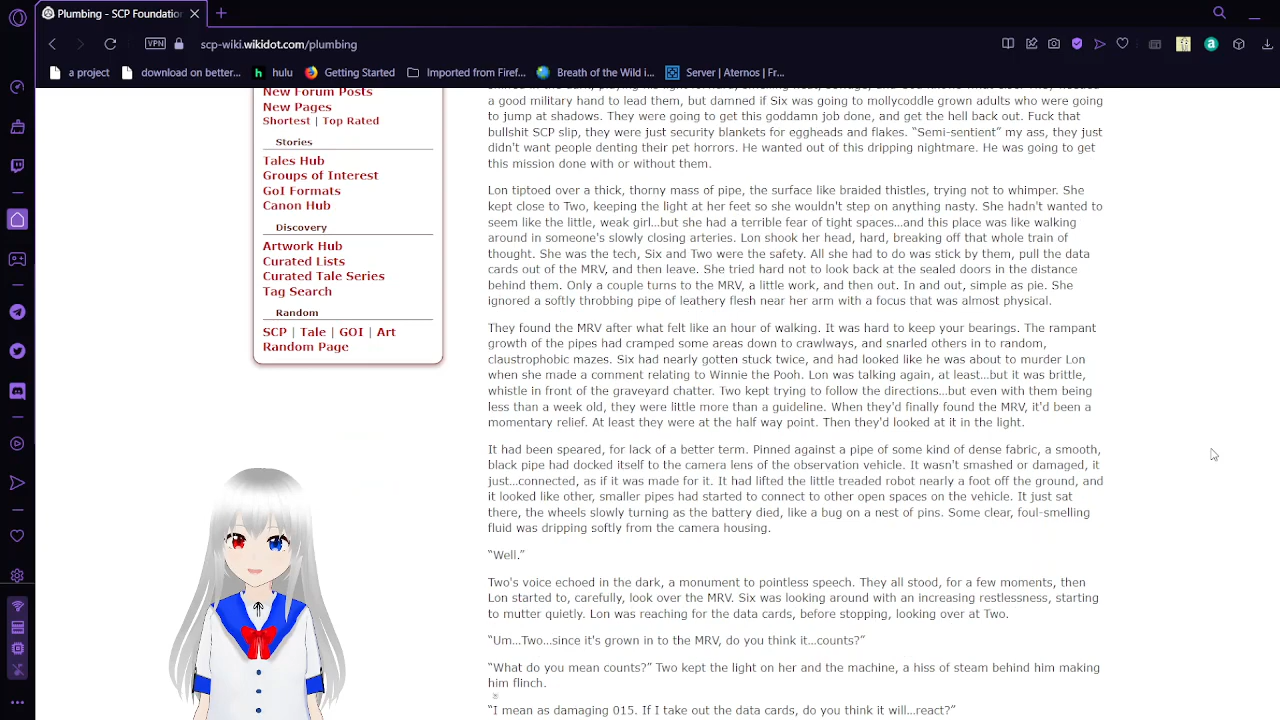 Plumbing - SCP Foundation
VPN
scp-wiki.wikidot.com/plumbing
a project
download on better...
hulu
Getting Started
Imported from Firef...
Breath of the Wild i...
Server | Aternos | Fr...
New Forum Posts
New Pages
Shortest | Top Rated
Stories
Tales Hub
Groups of Interest
GoI Formats
Canon Hub
Discovery
Artwork Hub
Curated Lists
Curated Tale Series
Tag Search
Random
SCP | Tale | GOI | Art
Random Page
a good military hand to lead them, but damned if Six was going to mollycoddle grown adults who were going
to jump at shadows. They were going to get this goddamn job done, and get the hell back out. Fuck that
bullshit SCP slip, they were just security blankets for eggheads and flakes. “Semi-sentient” my ass, they just
didn't want people denting their pet horrors. He wanted out of this dripping nightmare. He was going to get
this mission done with or without them.
Lon tiptoed over a thick, thorny mass of pipe, the surface like braided thistles, trying not to whimper. She
kept close to Two, keeping the light at her feet so she wouldn't step on anything nasty. She hadn't wanted to
seem like the little, weak girl...but she had a terrible fear of tight spaces...and this place was like walking
around in someone's slowly closing arteries. Lon shook her head, hard, breaking off that whole train of
thought. She was the tech, Six and Two were the safety. All she had to do was stick by them, pull the data
cards out of the MRV, and then leave. She tried hard not to look back at the sealed doors in the distance
behind them. Only a couple turns to the MRV, a little work, and then out. In and out, simple as pie. She
ignored a softly throbbing pipe of leathery flesh near her arm with a focus that was almost physical.
They found the MRV after what felt like an hour of walking. It was hard to keep your bearings. The rampant
growth of the pipes had cramped some areas down to crawlways, and snarled others in to random,
claustrophobic mazes. Six had nearly gotten stuck twice, and had looked like he was about to murder Lon
when she made a comment relating to Winnie the Pooh. Lon was talking again, at least...but it was brittle,
whistle in front of the graveyard chatter. Two kept trying to follow the directions...but even with them being
less than a week old, they were little more than a guideline. When they'd finally found the MRV, it'd been a
momentary relief. At least they were at the half way point. Then they'd looked at it in the light.
It had been speared, for lack of a better term. Pinned against a pipe of some kind of dense fabric, a smooth,
black pipe had docked itself to the camera lens of the observation vehicle. It wasn't smashed or damaged, it
just...connected, as if it was made for it. It had lifted the little treaded robot nearly a foot off the ground, and
it looked like other, smaller pipes had started to connect to other open spaces on the vehicle. It just sat
there, the wheels slowly turning as the battery died, like a bug on a nest of pins. Some clear, foul-smelling
fluid was dripping softly from the camera housing.
“Well.”
Two's voice echoed in the dark, a monument to pointless speech. They all stood, for a few moments, then
Lon started to, carefully, look over the MRV. Six was looking around with an increasing restlessness, starting
to mutter quietly. Lon was reaching for the data cards, before stopping, looking over at Two.
“Um...Two...since it's grown in to the MRV, do you think it...counts?”
“What do you mean counts?” Two kept the light on her and the machine, a hiss of steam behind him making
him flinch.
“I mean as damaging 015. If I take out the data cards, do you think it will...react?”